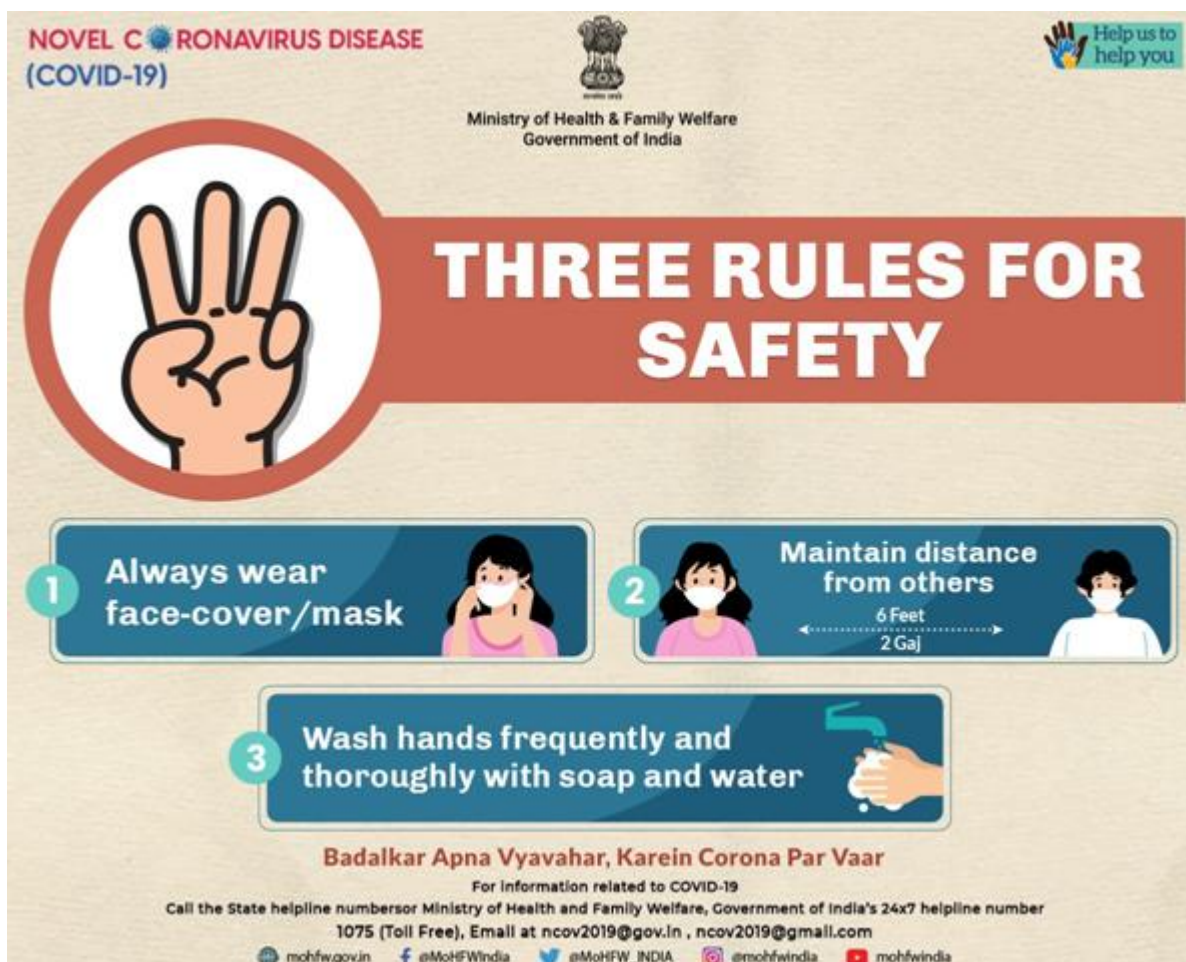 NOVEL CORONAVIRUS DISEASE
(COVID-19)
Ministry of Health & Family Welfare
Government of India
Help us to
help you
THREE RULES FOR
SAFETY
1
Always wear
face-cover/mask
2
Maintain distance
from others
6 Feet
2 Gaj
3
Wash hands frequently and
thoroughly with soap and water
Badalkar Apna Vyavahar, Karein Corona Par Vaar
For information related to COVID-19
Call the State helpline numbersor Ministry of Health and Family Welfare, Government of India's 24x7 helpline number
1075 (Toll Free), Email at ncov2019@gov.in , ncov2019@gmail.com
mohfw.gov.in @MoHFWIndia @MoHFW_INDIA @mohfwindia mohfwindia